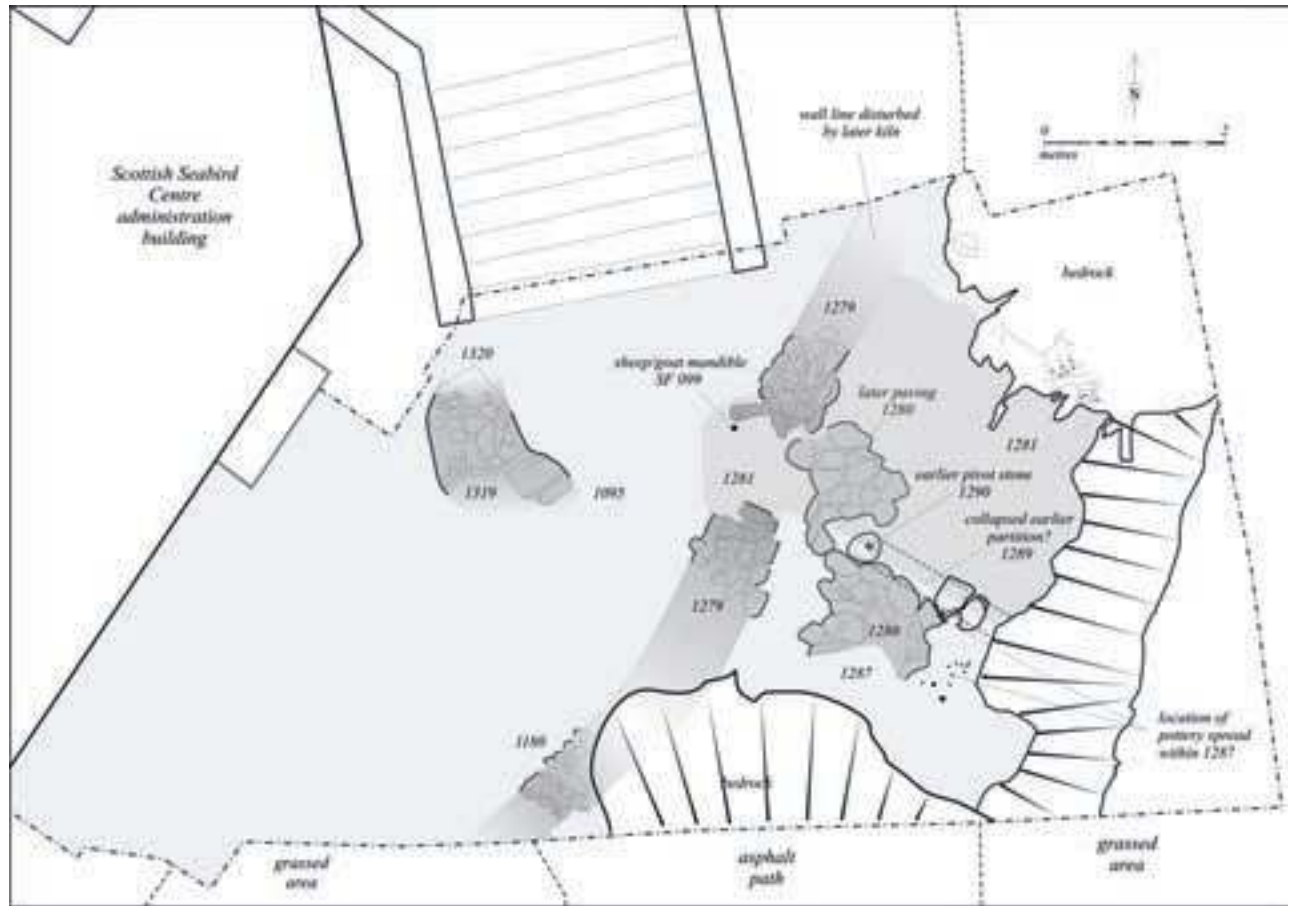 Scottish Seabird
Centre
administration
building
wall line disturbed
by later kiln
N
0
metres
bedrock
1279
1320
sheep/goat mandible
SF 099
later paving
1280
1281
1281
earlier pivot stone
1290
1319
1095
collapsed earlier
partition?
1289
1279
1280
1287
location of
pottery spread
within 1287
1186
bedrock
grassed
area
asphalt
path
grassed
area